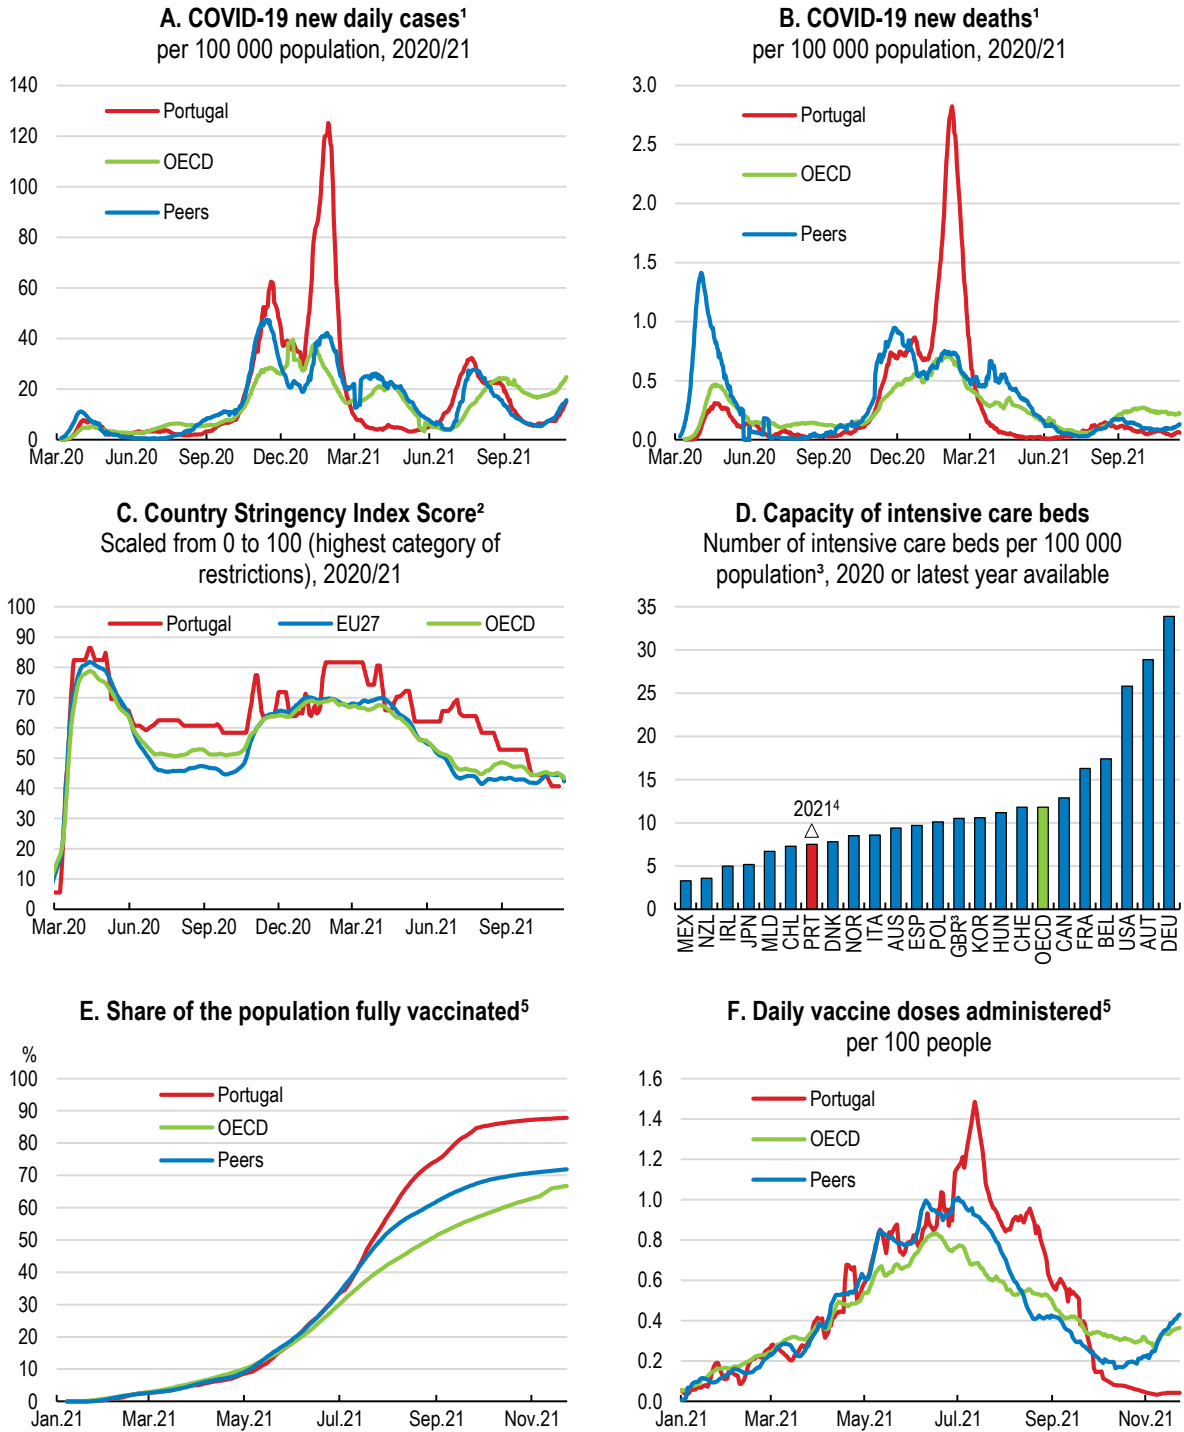 A. COVID-19 new daily cases¹
per 100 000 population, 2020/21
140
120
100
80
60
40
20
0
Portugal
OECD
Peers
Mar.20 Jun.20 Sep.20 Dec.20 Mar.21 Jun.21 Sep.21
B. COVID-19 new deaths¹
per 100 000 population, 2020/21
3.0
2.5
2.0
1.5
1.0
0.5
0.0
Portugal
OECD
Peers
Mar.20 Jun.20 Sep.20 Dec.20 Mar.21 Jun.21 Sep.21
C. Country Stringency Index Score²
Scaled from 0 to 100 (highest category of
restrictions), 2020/21
100
90
80
70
60
50
40
30
20
10
0
Portugal EU27 OECD
Mar.20 Jun.20 Sep.20 Dec.20 Mar.21 Jun.21 Sep.21
D. Capacity of intensive care beds
Number of intensive care beds per 100 000
population³, 2020 or latest year available
35
30
25
20
15
10
5
0
2021⁴
MEX NZL IRL JPN MLD CHL PRT DNK NOR ITA AUS ESP POL GBR³ KOR HUN CHE OECD CAN FRA BEL USA AUT DEU
E. Share of the population fully vaccinated⁵
%
100
90
80
70
60
50
40
30
20
10
0
Portugal
OECD
Peers
Jan.21 Mar.21 May.21 Jul.21 Sep.21 Nov.21
F. Daily vaccine doses administered⁵
per 100 people
1.6
1.4
1.2
1.0
0.8
0.6
0.4
0.2
0.0
Portugal
OECD
Peers
Jan.21 Mar.21 May.21 Jul.21 Sep.21 Nov.21